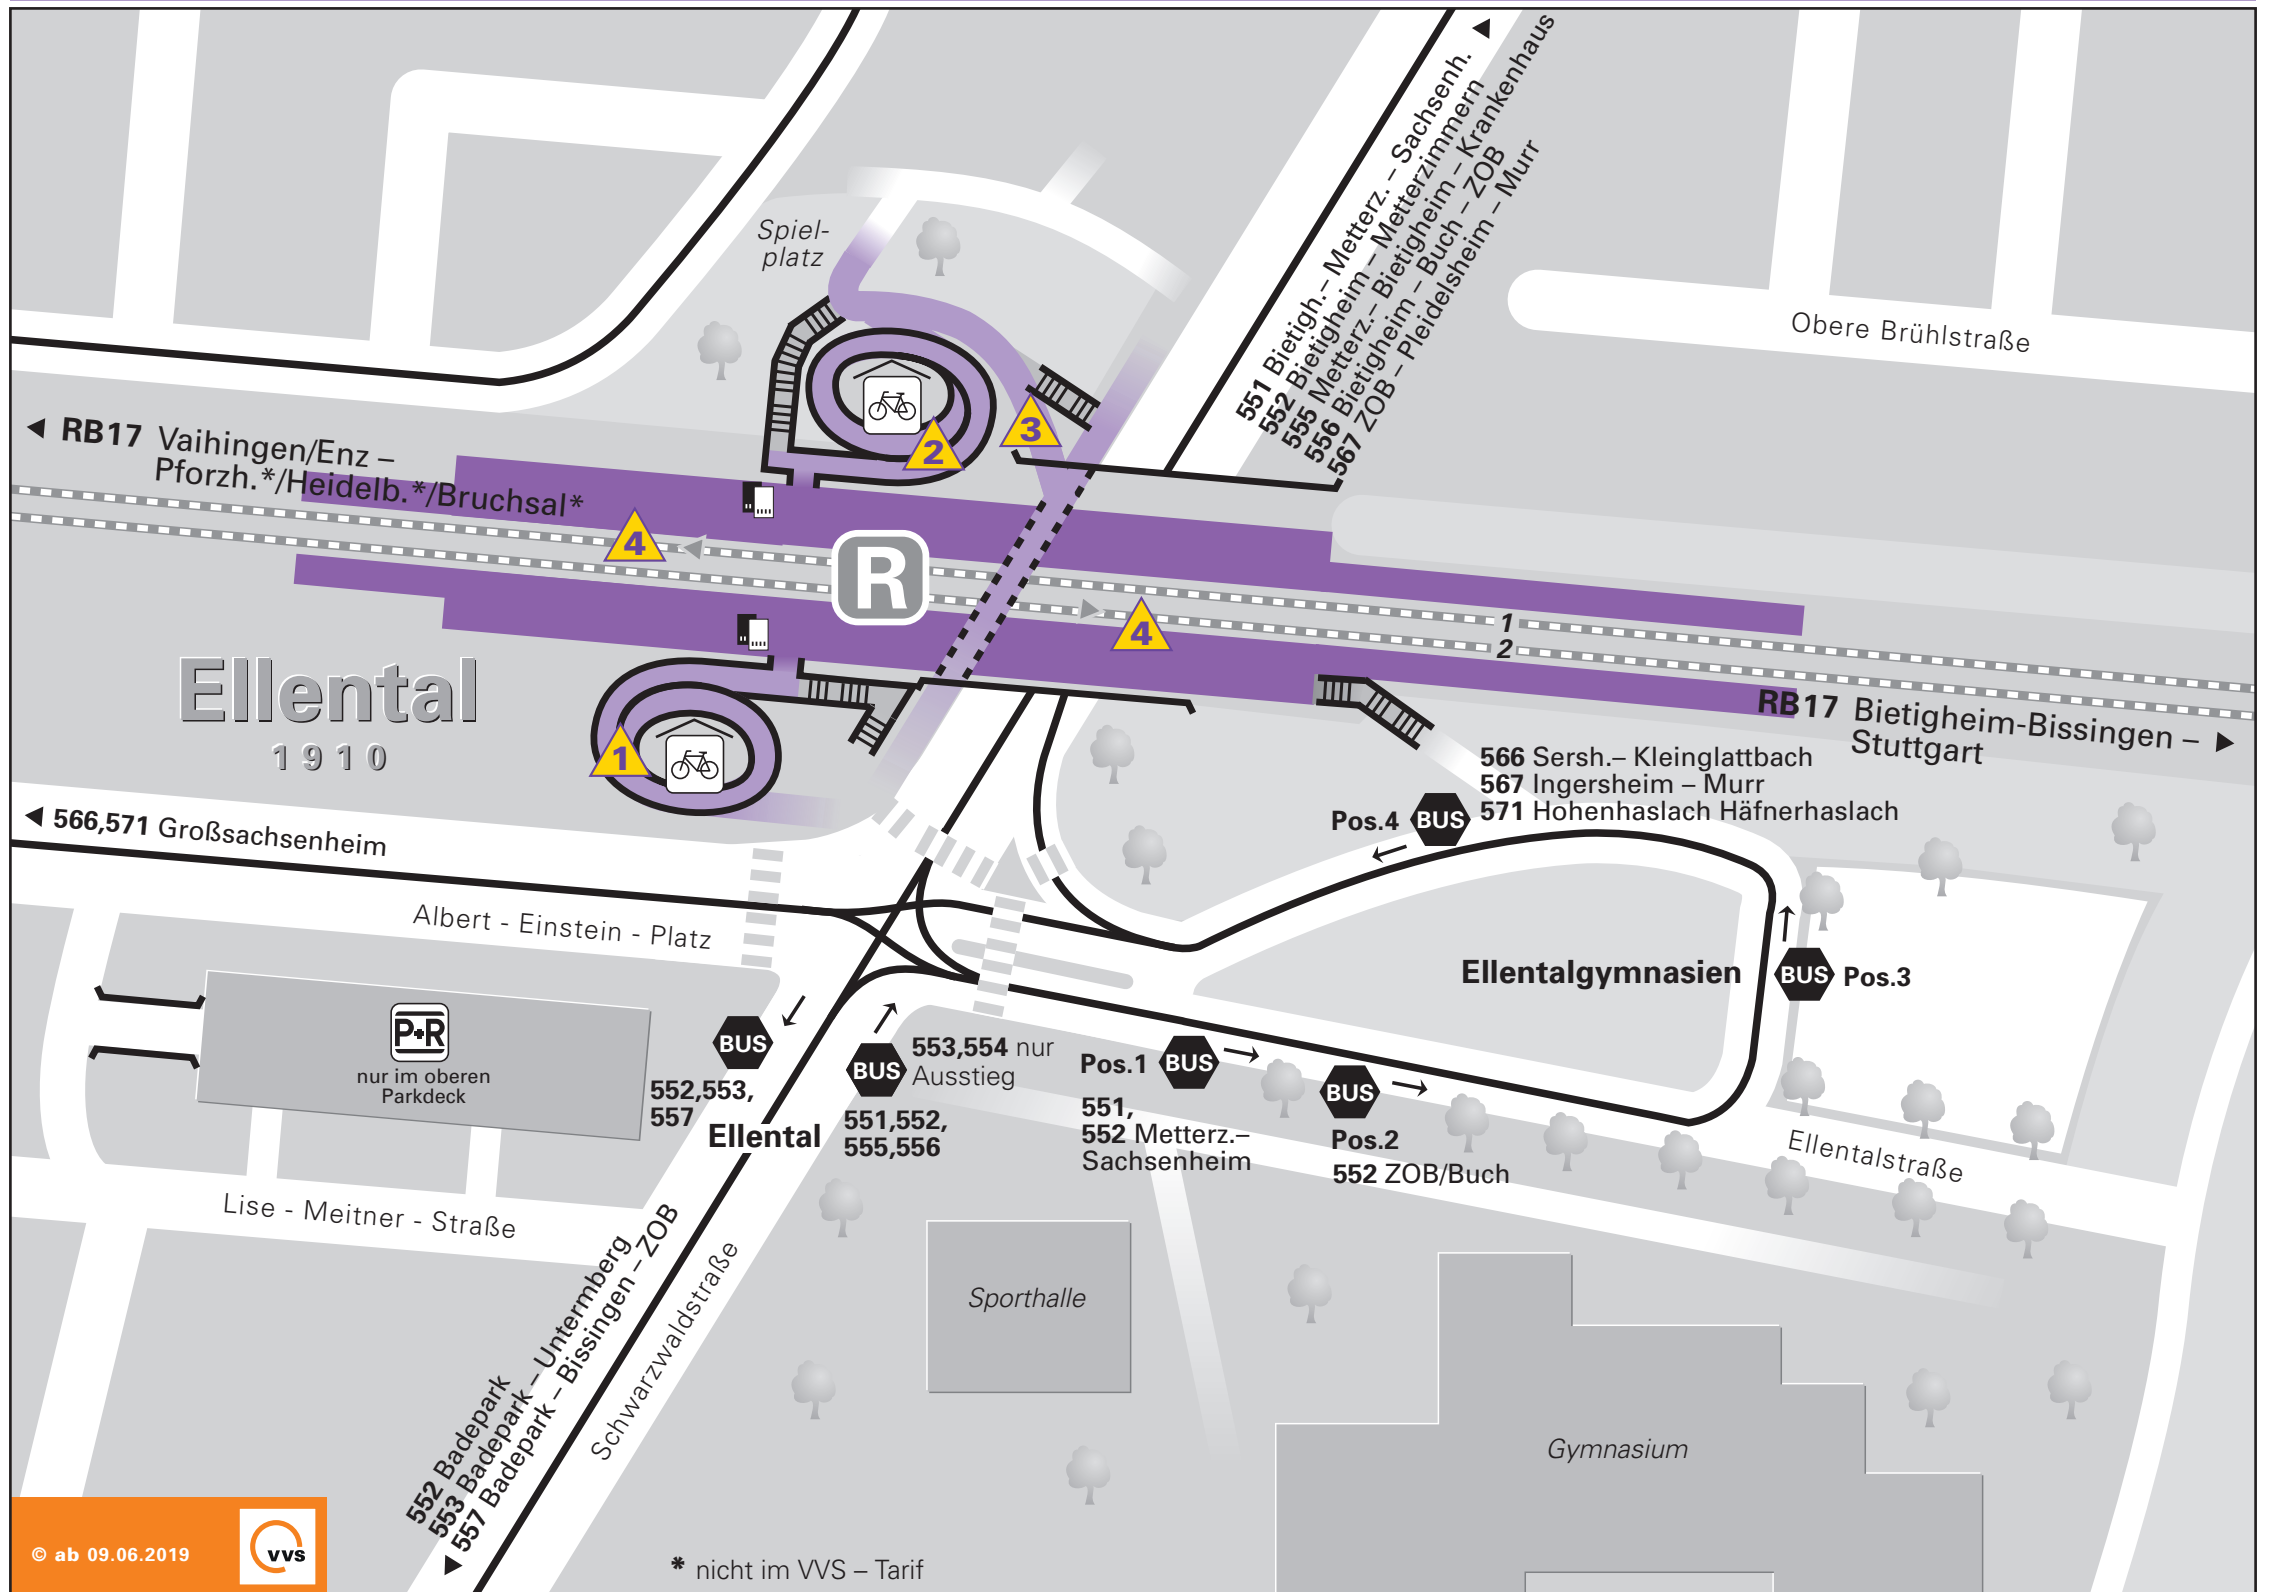 551 Bietigh.– Metterz. – Sachsenh.
552 Bietigheim – Metterzimmern
555 Metterz.– Bietigheim – Krankenhaus
556 Bietigheim – Buch – ZOB
567 ZOB – Pleidelsheim – Murr
Spiel-
platz
Obere Brühlstraße
RB17 Vaihingen/Enz –
Pforzh.*/Heidelb.*/Bruchsal*
2
3
4
R
4
1
2
Ellental
1910
1
RB17 Bietigheim-Bissingen –
Stuttgart
566 Sersh.– Kleinglattbach
567 Ingersheim – Murr
571 Hohenhaslach Häfnerhaslach
Pos.4 BUS
566,571 Großsachsenheim
Albert - Einstein - Platz
Ellentalgymnasien BUS Pos.3
P+R
nur im oberen
Parkdeck
BUS
552,553,
557
Ellental
BUS
553,554 nur
Ausstieg
551,552,
555,556
Pos.1 BUS
551,
552 Metterz.–
Sachsenheim
BUS
Pos.2
552 ZOB/Buch
Ellentalstraße
Lise - Meitner - Straße
Schwarzwaldstraße
552 Badepark
553 Badepark – Untermberg
557 Badepark – Bissingen – ZOB
Sporthalle
Gymnasium
© ab 09.06.2019
vvs
* nicht im VVS – Tarif